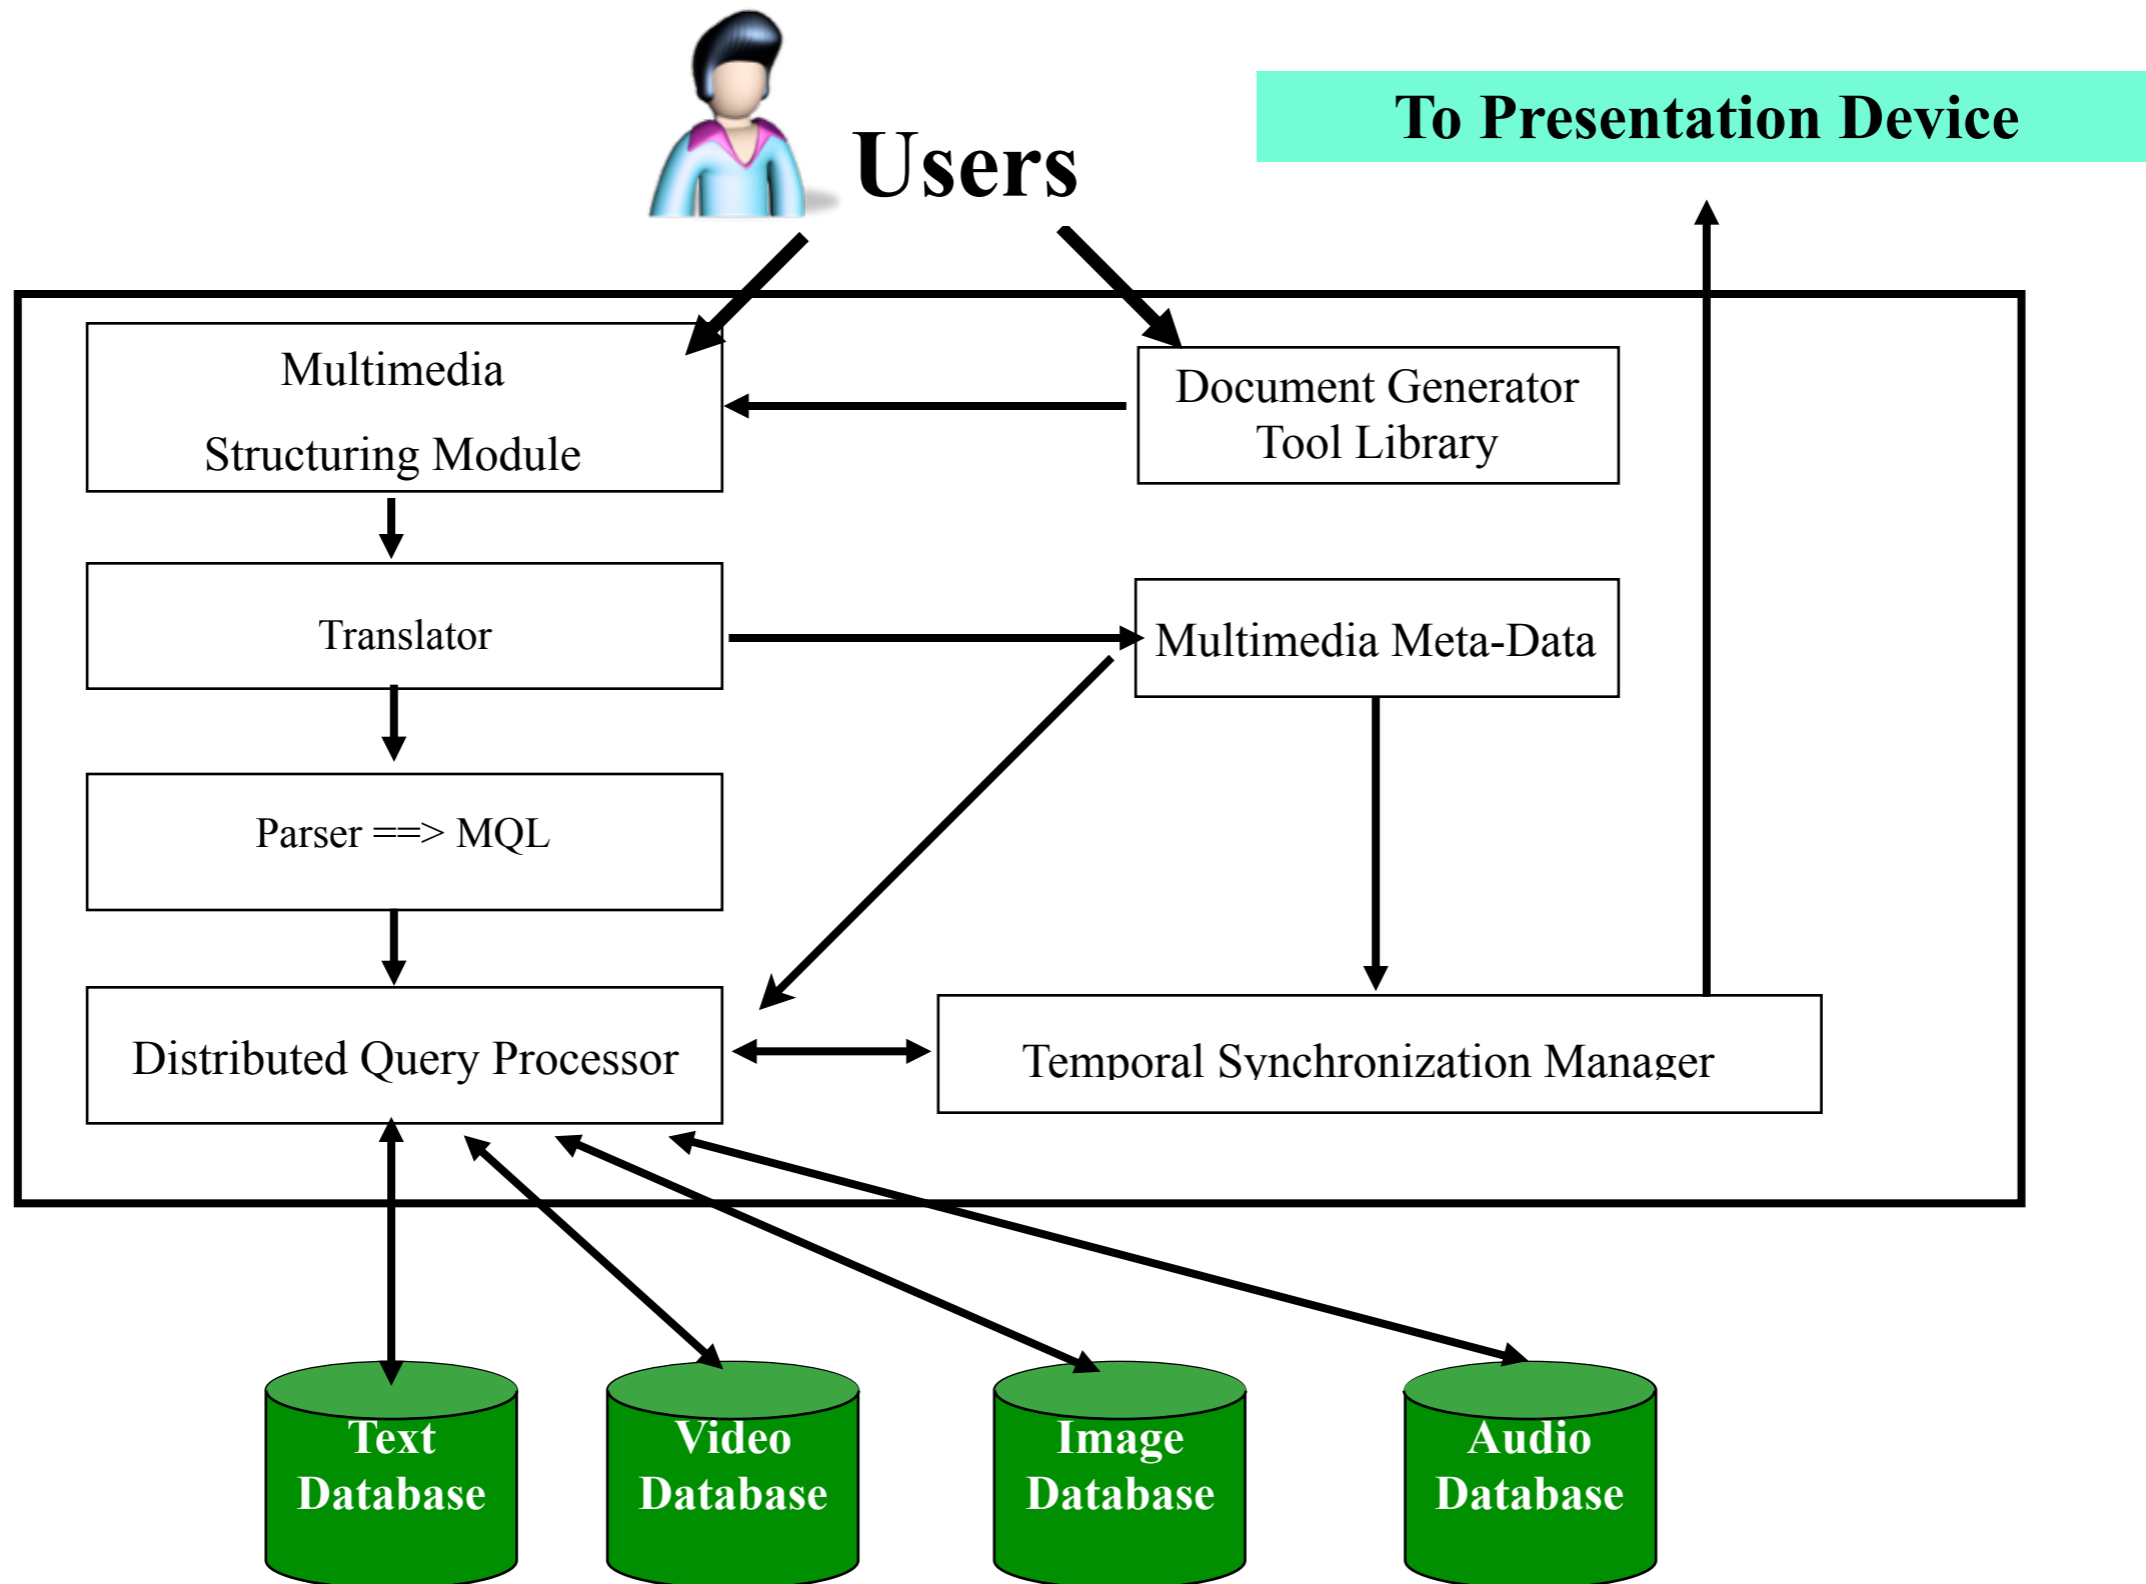 Users
To Presentation Device
Multimedia
Structuring Module
Document Generator
Tool Library
Translator
Multimedia Meta-Data
Parser ==> MQL
Distributed Query Processor
Temporal Synchronization Manager
Text
Database
Video
Database
Image
Database
Audio
Database